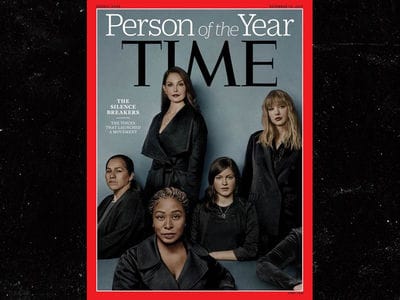 Person of the Year
TIME
THE
SILENCE
BREAKERS
THE VOICES
THAT LAUNCHED
A MOVEMENT